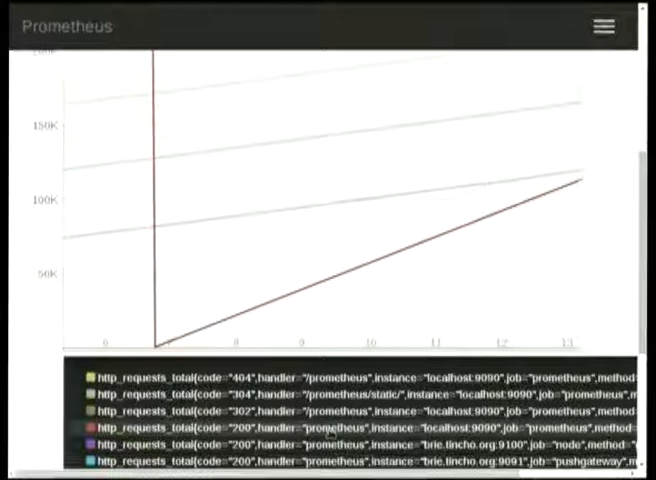 Prometheus
200K
150K
100K
50K
6 7 8 9 10 11 12 13
http_requests_total{code="404",handler="/prometheus",instance="localhost:9090",job="prometheus",method=
http_requests_total{code="304",handler="/prometheus/static/",instance="localhost:9090",job="prometheus",m
http_requests_total{code="302",handler="/prometheus",instance="localhost:9090",job="prometheus",method=
http_requests_total{code="200",handler="prometheus",instance="localhost:9090",job="prometheus",method=
http_requests_total{code="200",handler="prometheus",instance="brie.tincho.org:9100",job="node",method="
http_requests_total{code="200",handler="prometheus",instance="brie.tincho.org:9091",job="pushgateway",met